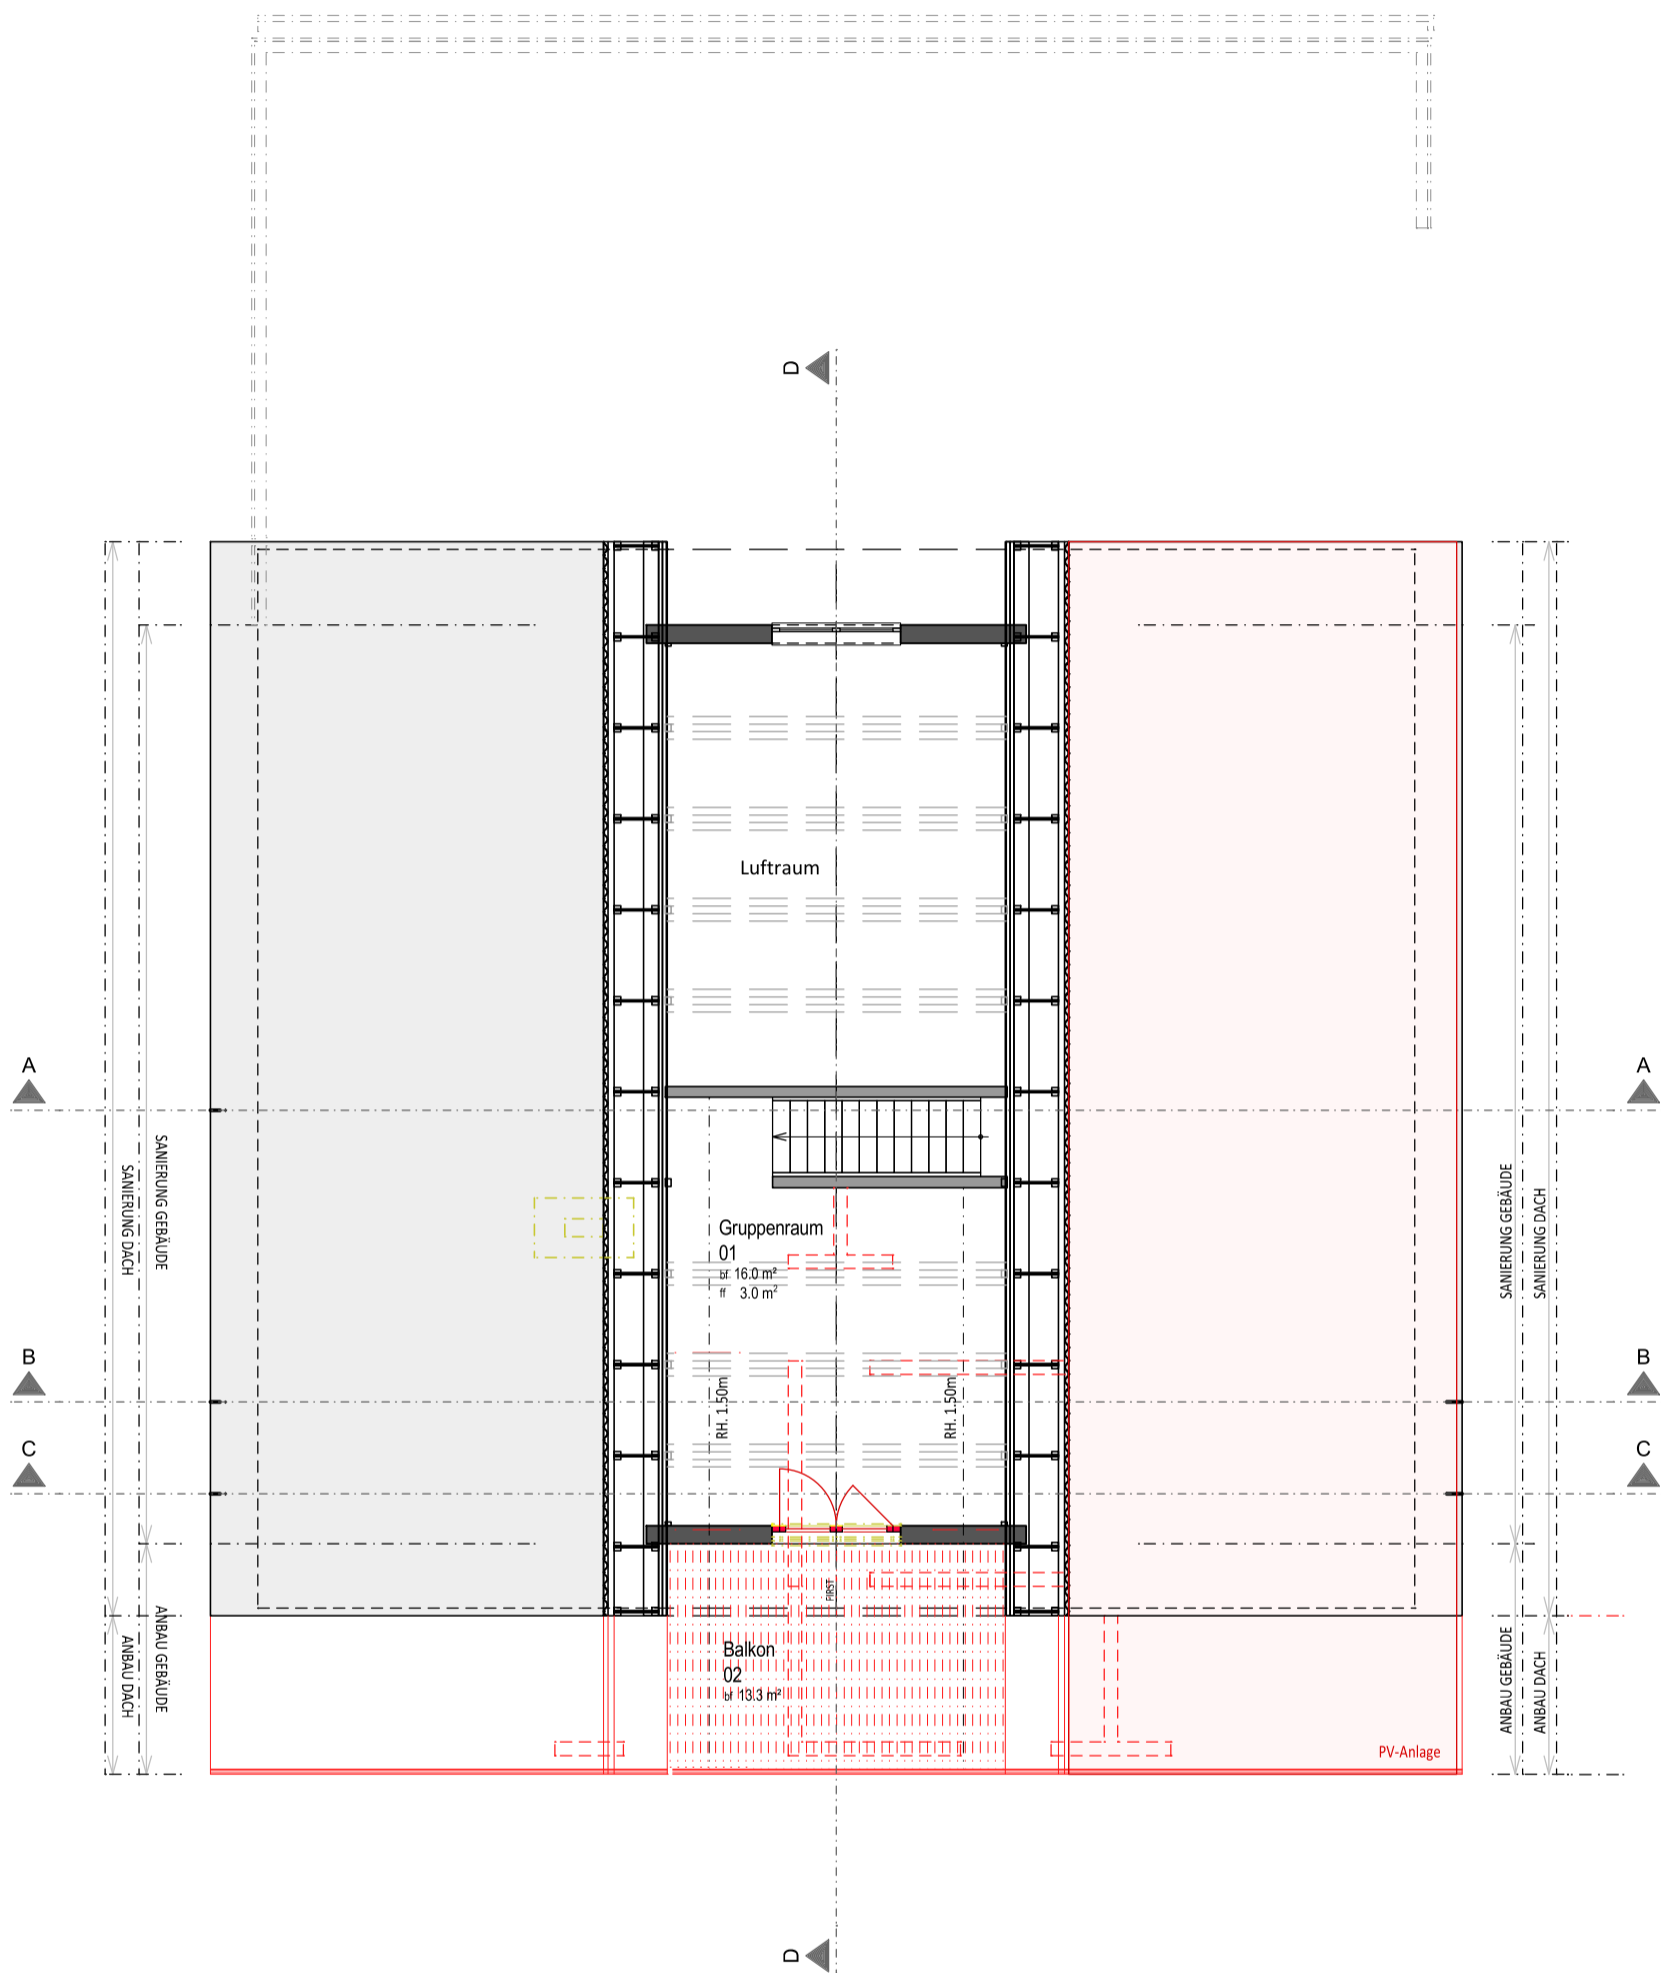 D
A
A
SANIERUNG GEBÄUDE
SANIERUNG DACH
SANIERUNG GEBÄUDE
SANIERUNG DACH
Luftraum
Gruppenraum
01
bf 16.0 m²
ff 3.0 m²
B
B
RH. 1.50m
RH. 1.50m
C
C
FIRST
ANBAU GEBÄUDE
ANBAU DACH
Balkon
02
bf 13.3 m²
ANBAU GEBÄUDE
ANBAU DACH
PV-Anlage
D